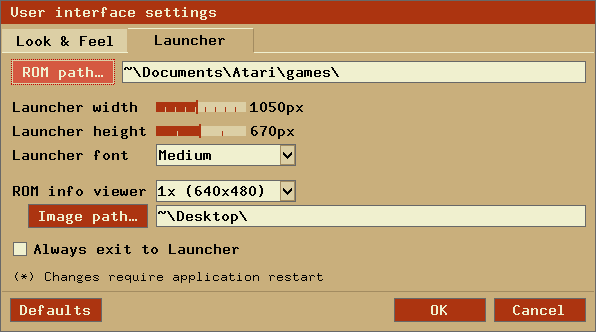 User interface settings
Look & Feel Launcher
ROM path… ~\Documents\Atari\games\
Launcher width 1050px
Launcher height 670px
Launcher font Medium
ROM info viewer 1x (640x480)
Image path… ~\Desktop\
Always exit to Launcher
(*) Changes require application restart
Defaults OK Cancel